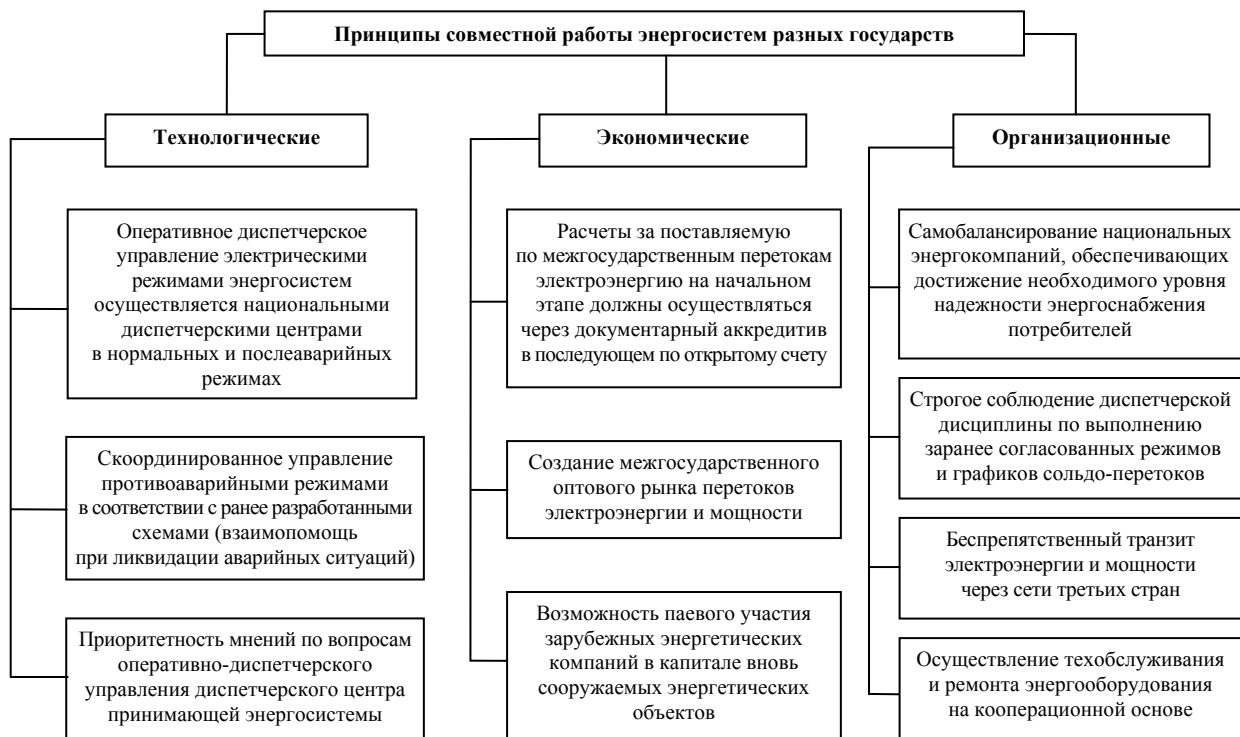 Принципы совместной работы энергосистем разных государств
Технологические
Оперативное диспетчерское
управление электрическими
режимами энергосистем
осуществляется национальными
диспетчерскими центрами
в нормальных и послеаварийных
режимах
Скоординированное управление
противоаварийными режимами
в соответствии с ранее разработанными
схемами (взаимопомощь
при ликвидации аварийных ситуаций)
Приоритетность мнений по вопросам
оперативно-диспетчерского
управления диспетчерского центра
принимающей энергосистемы
Экономические
Расчеты за поставляемую
по межгосударственным перетокам
электроэнергию на начальном
этапе должны осуществляться
через документарный аккредитив
в последующем по открытому счету
Создание межгосударственного
оптового рынка перетоков
электроэнергии и мощности
Возможность паевого участия
зарубежных энергетических
компаний в капитале вновь
сооружаемых энергетических
объектов
Организационные
Самобалансирование национальных
энергокомпаний, обеспечивающих
достижение необходимого уровня
надежности энергоснабжения
потребителей
Строгое соблюдение диспетчерской
дисциплины по выполнению
заранее согласованных режимов
и графиков сольдо-перетоков
Беспрепятственный транзит
электроэнергии и мощности
через сети третьих стран
Осуществление техобслуживания
и ремонта энергооборудования
на кооперационной основе